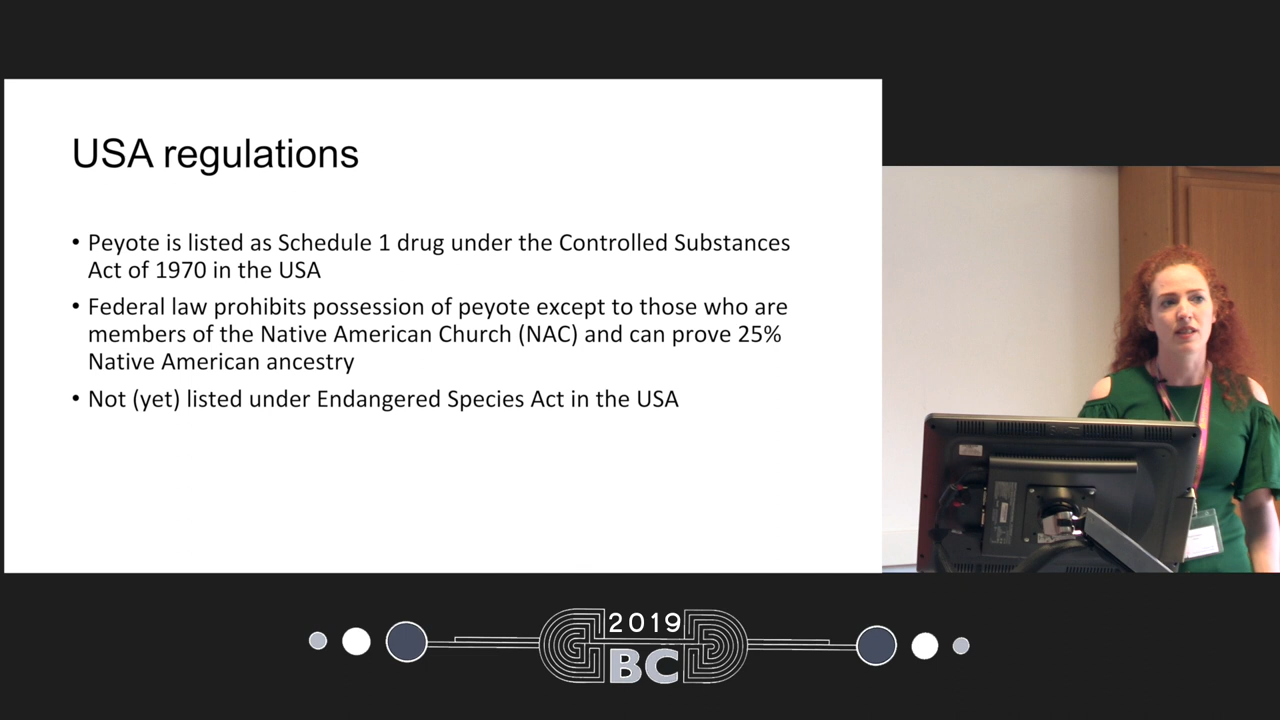 USA regulations
• Peyote is listed as Schedule 1 drug under the Controlled Substances
Act of 1970 in the USA
• Federal law prohibits possession of peyote except to those who are
members of the Native American Church (NAC) and can prove 25%
Native American ancestry
• Not (yet) listed under Endangered Species Act in the USA
2019
BC